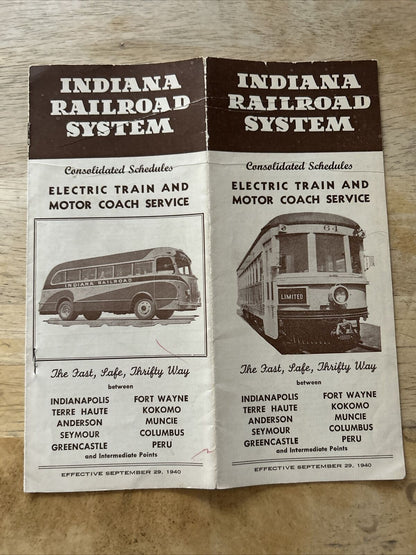 INDIANA
RAILROAD
SYSTEM
Consolidated Schedules
ELECTRIC TRAIN AND
MOTOR COACH SERVICE
INDIANA RAILROAD
The Fast, Safe, Thrifty Way
between
INDIANAPOLIS FORT WAYNE
TERRE HAUTE KOKOMO
ANDERSON MUNCIE
SEYMOUR COLUMBUS
GREENCASTLE PERU
and Intermediate Points
EFFECTIVE SEPTEMBER 29, 1940
INDIANA
RAILROAD
SYSTEM
Consolidated Schedules
ELECTRIC TRAIN AND
MOTOR COACH SERVICE
64
LIMITED
The Fast, Safe, Thrifty Way
between
INDIANAPOLIS FORT WAYNE
TERRE HAUTE KOKOMO
ANDERSON MUNCIE
SEYMOUR COLUMBUS
GREENCASTLE PERU
and Intermediate Points
EFFECTIVE SEPTEMBER 29, 1940